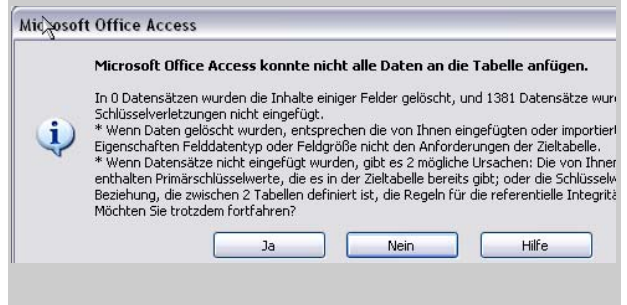 Microsoft Office Access
Microsoft Office Access konnte nicht alle Daten an die Tabelle anfügen.
In 0 Datensätzen wurden die Inhalte einiger Felder gelöscht, und 1381 Datensätze
Schlüsselverletzungen nicht eingefügt.
* Wenn Daten gelöscht wurden, entsprechen die von Ihnen eingefügten oder
Eigenschaften Felddatentyp oder Feldgröße nicht den Anforderungen der Zieltabelle.
* Wenn Datensätze nicht eingefügt wurden, gibt es 2 mögliche Ursachen: Die von
enthalten Primärschlüsselwerte, die es in der Zieltabelle bereits gibt; oder die
Beziehung, die zwischen 2 Tabellen definiert ist, die Regeln für die referentielle
Möchten Sie trotzdem fortfahren?
Ja Nein Hilfe